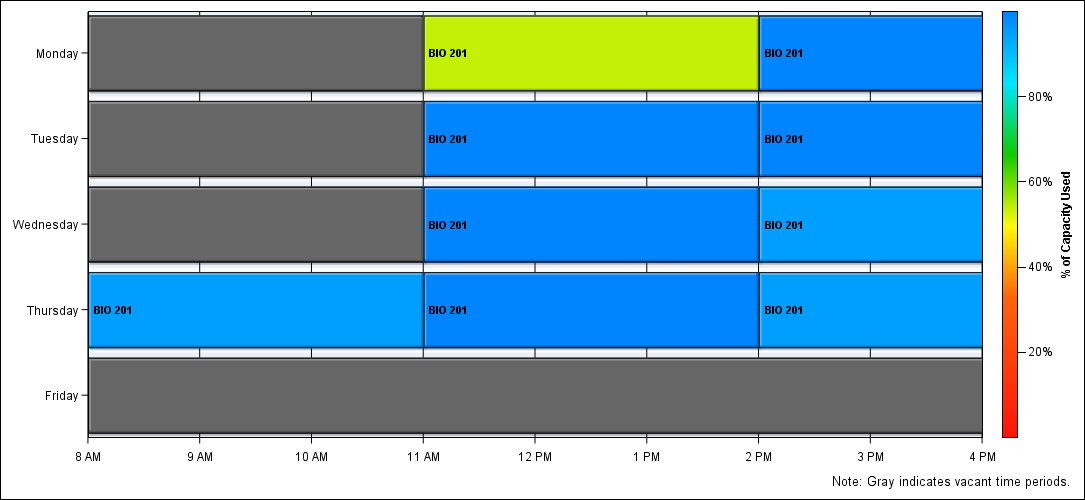 Monday
BIO 201
BIO 201
Tuesday
BIO 201
BIO 201
Wednesday
BIO 201
BIO 201
Thursday
BIO 201
BIO 201
BIO 201
Friday
8 AM
9 AM
10 AM
11 AM
12 PM
1 PM
2 PM
3 PM
4 PM
80%
60%
40%
20%
% of Capacity Used
Note: Gray indicates vacant time periods.